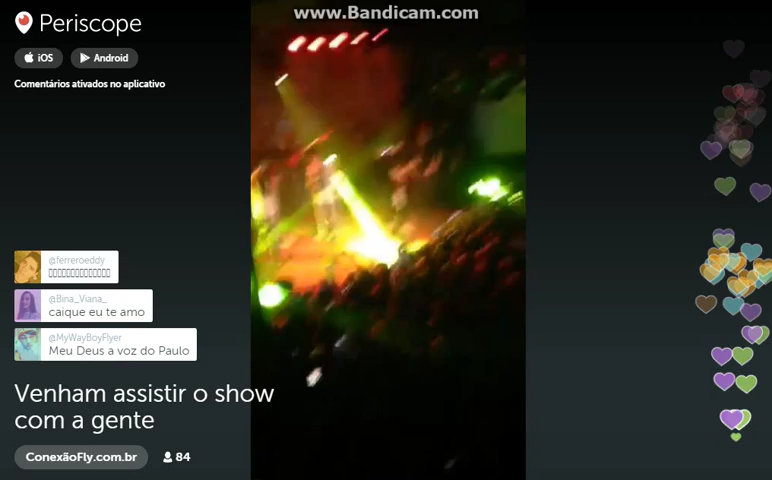 www.Bandicam.com
Periscope
iOS
Android
Comentários ativados no aplicativo
@ferreroeddy
@Bina_Viana_
caique eu te amo
@MyWayBoyFlyer
Meu Deus a voz do Paulo
Venham assistir o show
com a gente
ConexãoFly.com.br
84